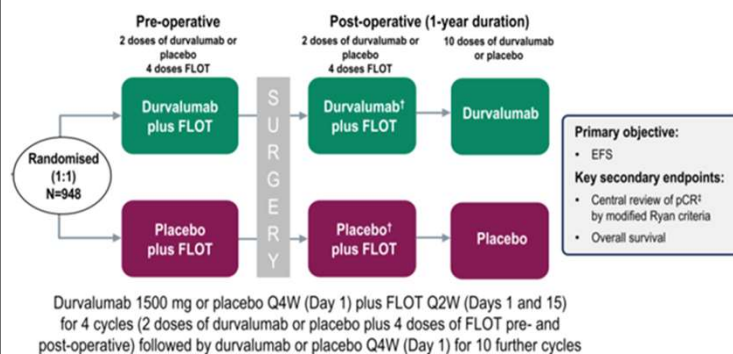 Pre-operative
2 doses of durvalumab or
placebo
4 doses FLOT
Post-operative (1-year duration)
2 doses of durvalumab or
placebo
4 doses FLOT
10 doses of durvalumab
or placebo
Randomised
(1:1)
N=948
Durvalumab
plus FLOT
SURGERY
Durvalumab†
plus FLOT
Durvalumab
Placebo
plus FLOT
Placebo†
plus FLOT
Placebo
Primary objective:
• EFS
Key secondary endpoints:
• Central review of pCR‡
by modified Ryan criteria
• Overall survival
Durvalumab 1500 mg or placebo Q4W (Day 1) plus FLOT Q2W (Days 1 and 15)
for 4 cycles (2 doses of durvalumab or placebo plus 4 doses of FLOT pre- and
post-operative) followed by durvalumab or placebo Q4W (Day 1) for 10 further cycles